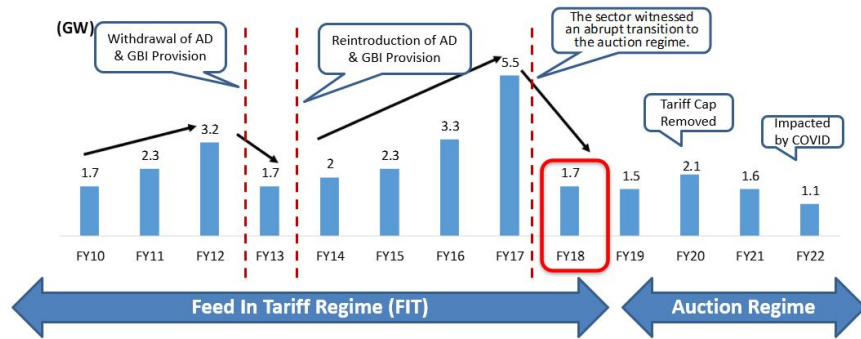 (GW)
Withdrawal of AD
& GBI Provision
Reintroduction of AD
& GBI Provision
The sector witnessed
an abrupt transition to
the auction regime.
Tariff Cap
Removed
Impacted
by COVID
1.7
2.3
3.2
1.7
2
2.3
3.3
5.5
1.7
1.5
2.1
1.6
1.1
FY10
FY11
FY12
FY13
FY14
FY15
FY16
FY17
FY18
FY19
FY20
FY21
FY22
Feed In Tariff Regime (FIT)
Auction Regime